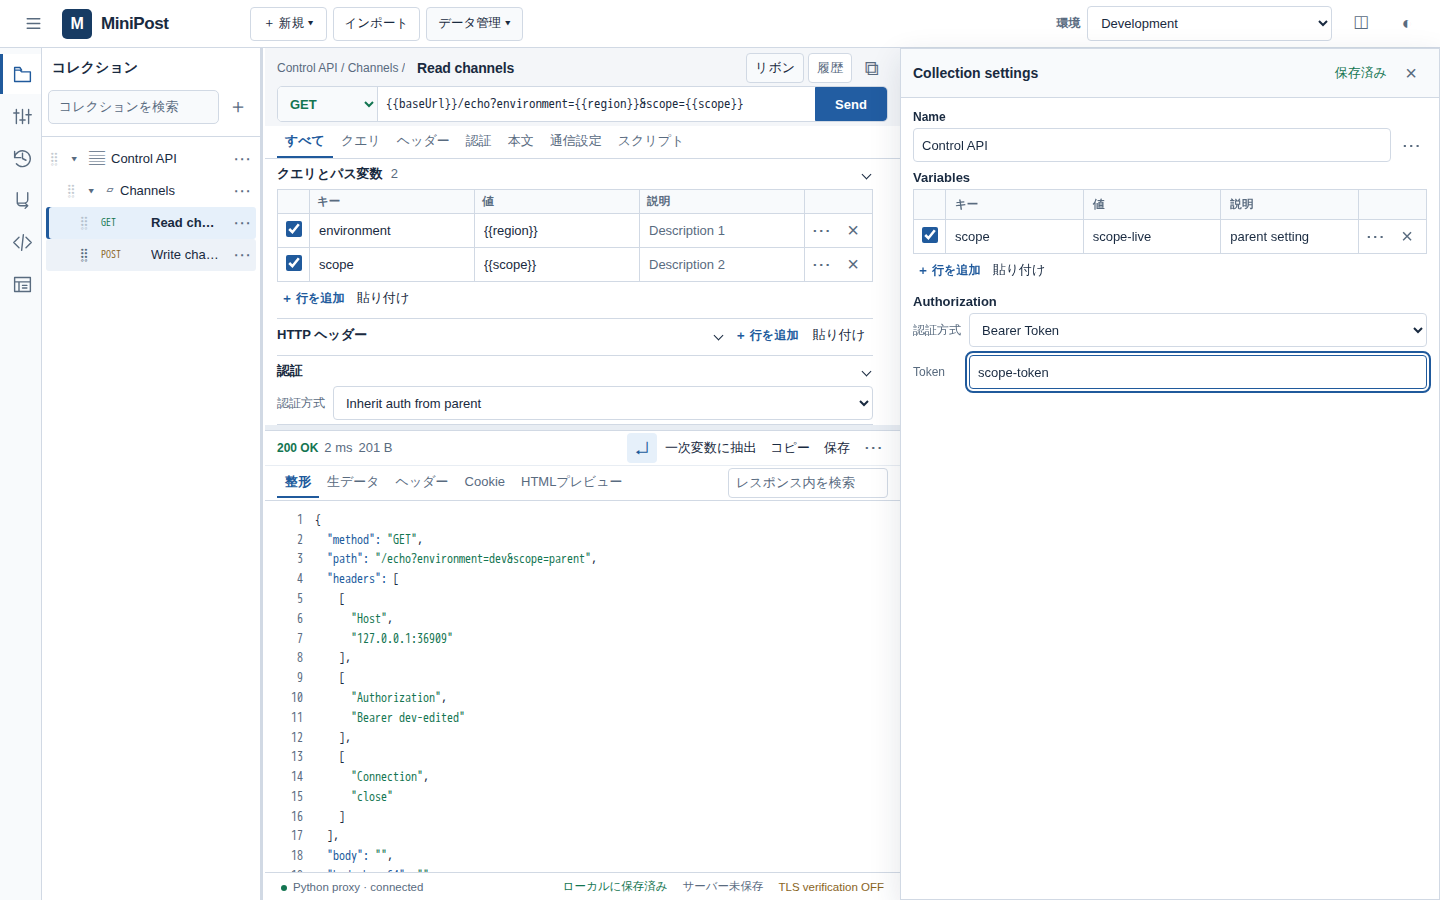 M MiniPost ＋ 新規 ▾ インポート データ管理 ▾ 環境 Development
コレクション
コレクションを検索 ＋
Control API ···
Channels ···
GET Read ch… ···
POST Write cha… ···
Control API / Channels / Read channels リボン 履歴
GET {{baseUrl}}/echo?environment={{region}}&scope={{scope}} Send
すべて クエリ ヘッダー 認証 本文 通信設定 スクリプト
クエリとパス変数 2
キー 値 説明
environment {{region}} Description 1 ··· ×
scope {{scope}} Description 2 ··· ×
＋ 行を追加 貼り付け
HTTP ヘッダー ＋ 行を追加 貼り付け
認証
認証方式 Inherit auth from parent
200 OK 2 ms 201 B 一次変数に抽出 コピー 保存 ···
整形 生データ ヘッダー Cookie HTMLプレビュー レスポンス内を検索
1 {
2 "method": "GET",
3 "path": "/echo?environment=dev&scope=parent",
4 "headers": [
5 [
6 "Host",
7 "127.0.0.1:36909"
8 ],
9 [
10 "Authorization",
11 "Bearer dev-edited"
12 ],
13 [
14 "Connection",
15 "close"
16 ]
17 ],
18 "body": "",
Python proxy · connected ローカルに保存済み サーバー未保存 TLS verification OFF
Collection settings 保存済み ×
Name
Control API ···
Variables
キー 値 説明
scope scope-live parent setting ··· ×
＋ 行を追加 貼り付け
Authorization
認証方式 Bearer Token
Token scope-token